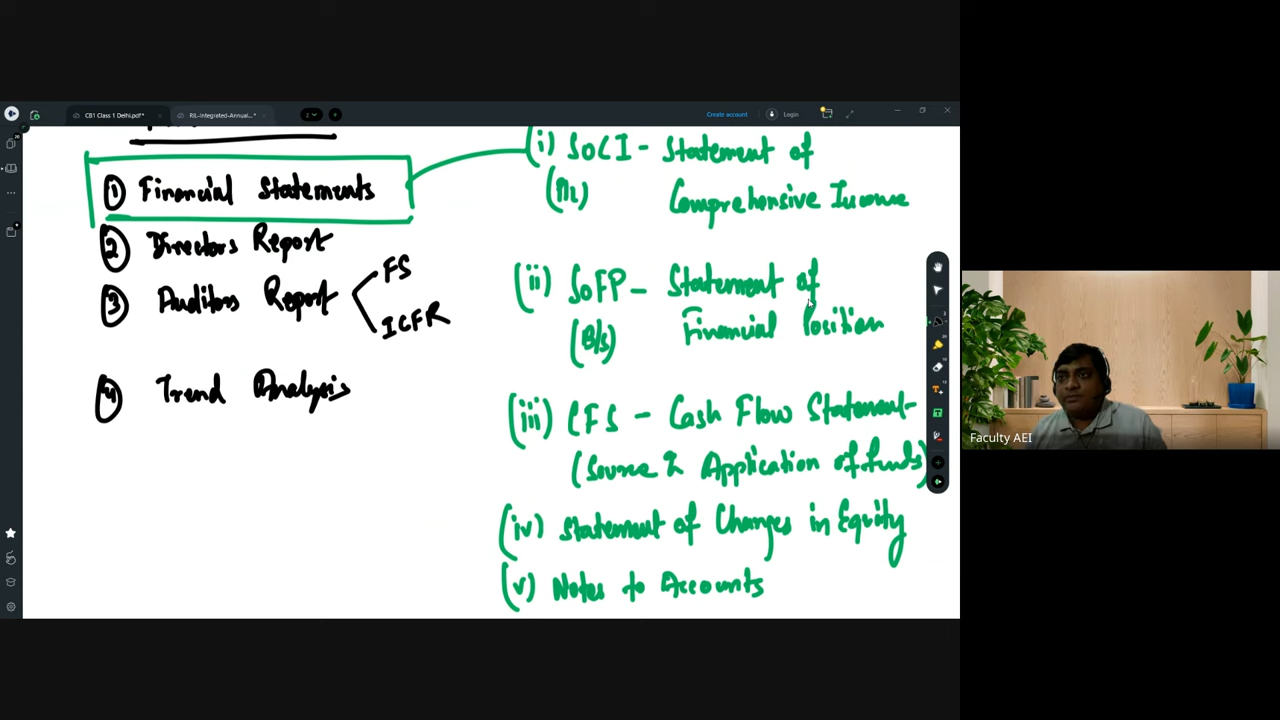 CB1 Class 1 Delhi.pdf*
RIL-Integrated-Annual...*
2
Create account
Login
① Financial Statements
② Directors Report
③ Auditors Report
FS
ICFR
④ Trend Analysis
(i) SOCI - Statement of
(P/L) Comprehensive Income
(ii) SOFP - Statement of
(B/S) Financial Position
(iii) CFS - Cash Flow Statement -
(Source & Application of funds)
(iv) Statement of Changes in Equity
(v) Notes to Accounts
Faculty AEI